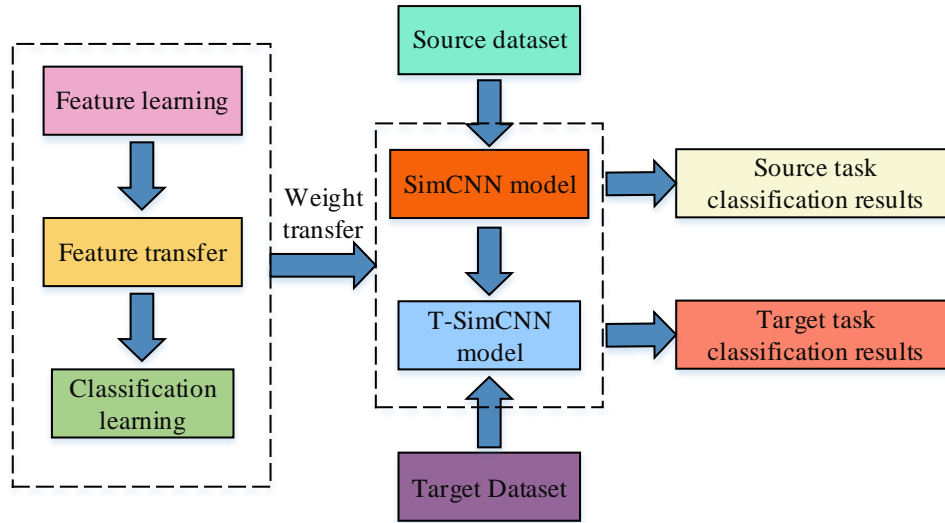 Source dataset
Feature learning
SimCNN model
Source task
classification results
Weight
transfer
Feature transfer
T-SimCNN
model
Target task
classification results
Classification
learning
Target Dataset